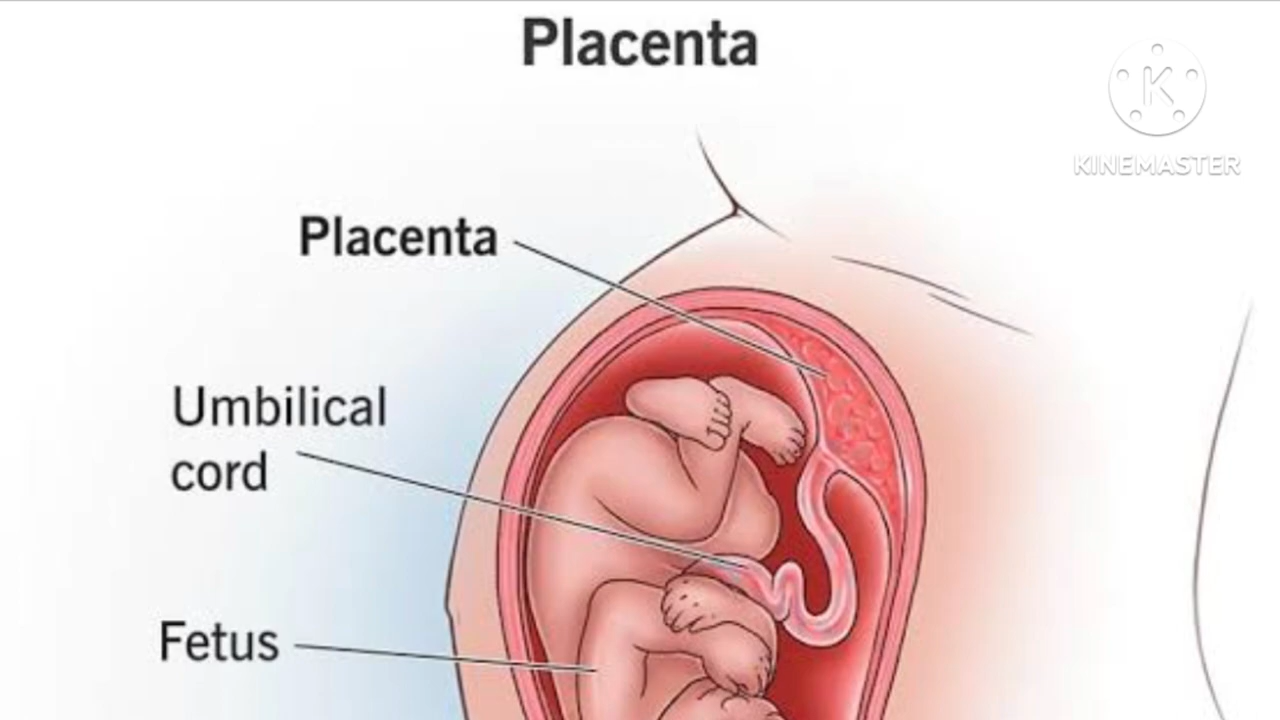 Placenta
K
KINEMASTER
Placenta
Umbilical
cord
Fetus